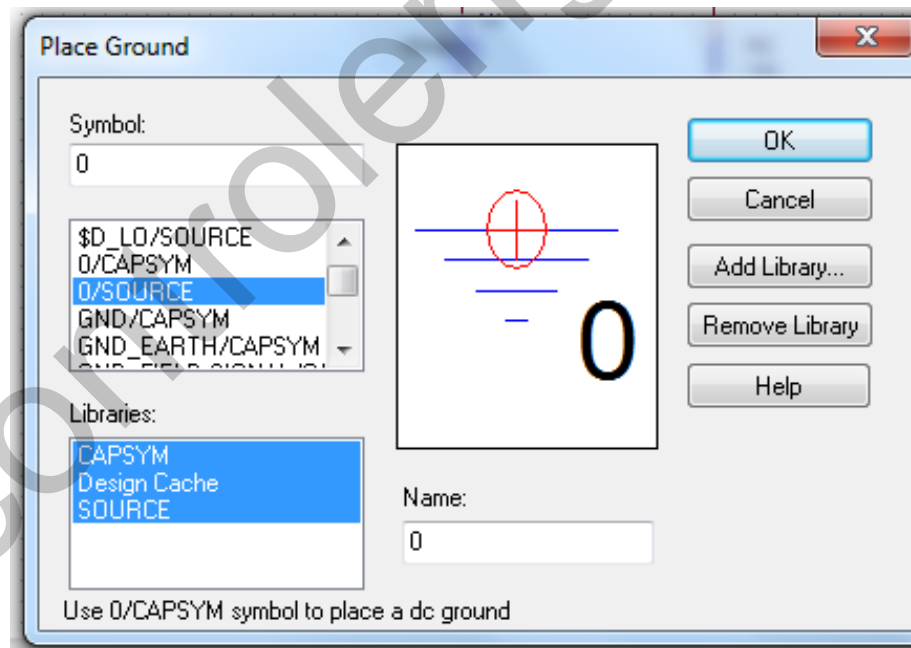 Place Ground
Symbol:
0
$D_LO/SOURCE
0/CAPSYM
0/SOURCE
GND/CAPSYM
GND_EARTH/CAPSYM
Libraries:
CAPSYM
Design Cache
SOURCE
0
Name:
0
OK
Cancel
Add Library...
Remove Library
Help
Use 0/CAPSYM symbol to place a dc ground